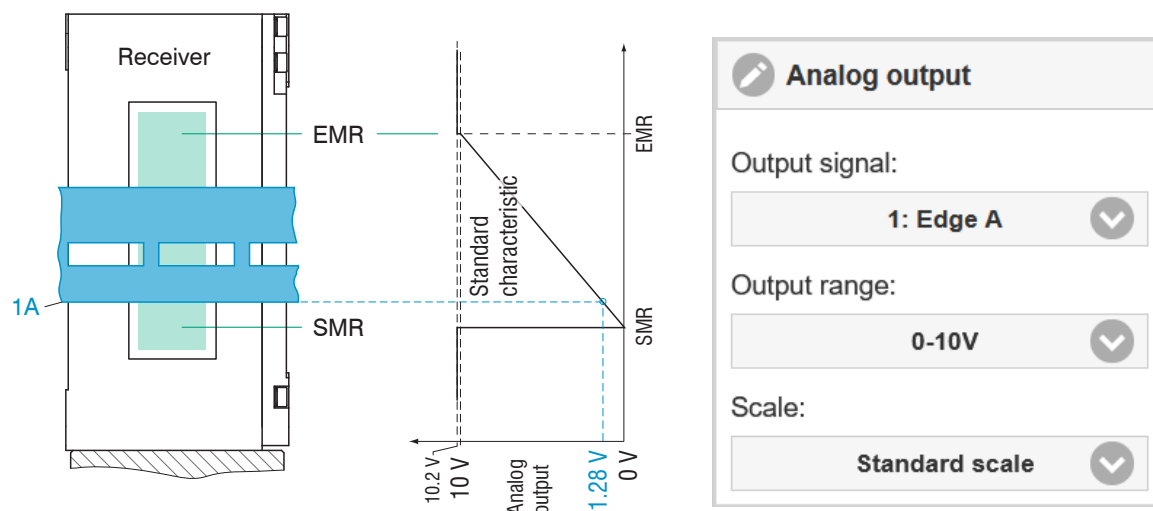 Receiver
EMR
1A
SMR
Standard
characteristic
EMR
SMR
10.2 V
10 V
Analog
output
1.28 V
0 V
Analog output
Output signal:
1: Edge A
Output range:
0-10V
Scale:
Standard scale